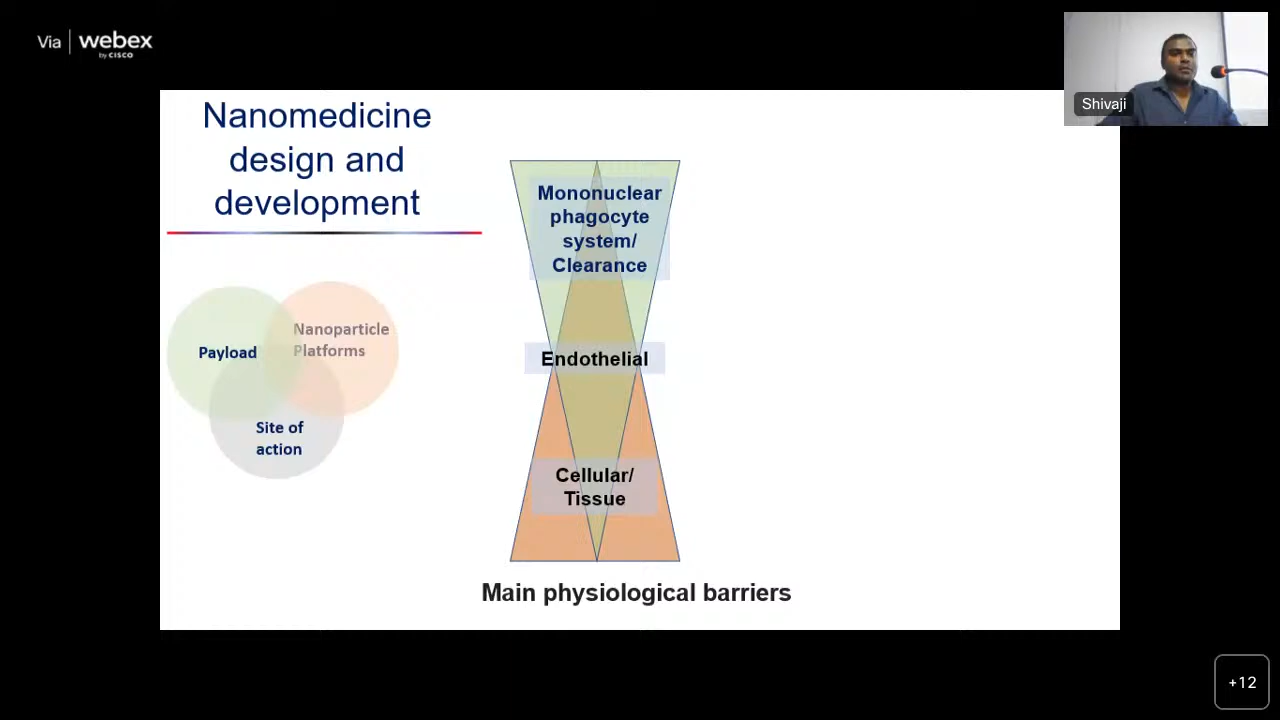 Via webex
by CISCO
Shivaji
Nanomedicine
design and
development
Mononuclear
phagocyte
system/
Clearance
Nanoparticle
Platforms
Payload
Endothelial
Site of
action
Cellular/
Tissue
Main physiological barriers
+12